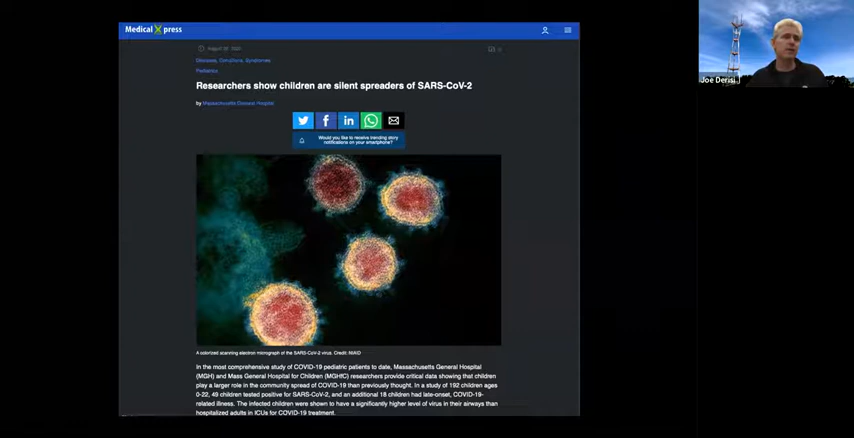 Medical X press
August 20, 2020
Diseases, Conditions, Syndromes
Pediatrics
Researchers show children are silent spreaders of SARS-CoV-2
by Massachusetts General Hospital
Would you like to receive trending story
notifications on your smartphone?
A colorized scanning electron micrograph of the SARS-CoV-2 virus. Credit: NIAID
In the most comprehensive study of COVID-19 pediatric patients to date, Massachusetts General Hospital
(MGH) and Mass General Hospital for Children (MGHfC) researchers provide critical data showing that children
play a larger role in the community spread of COVID-19 than previously thought. In a study of 192 children ages
0-22, 49 children tested positive for SARS-CoV-2, and an additional 18 children had late-onset, COVID-19-
related illness. The infected children were shown to have a significantly higher level of virus in their airways than
hospitalized adults in ICUs for COVID-19 treatment.
Joe Derisi